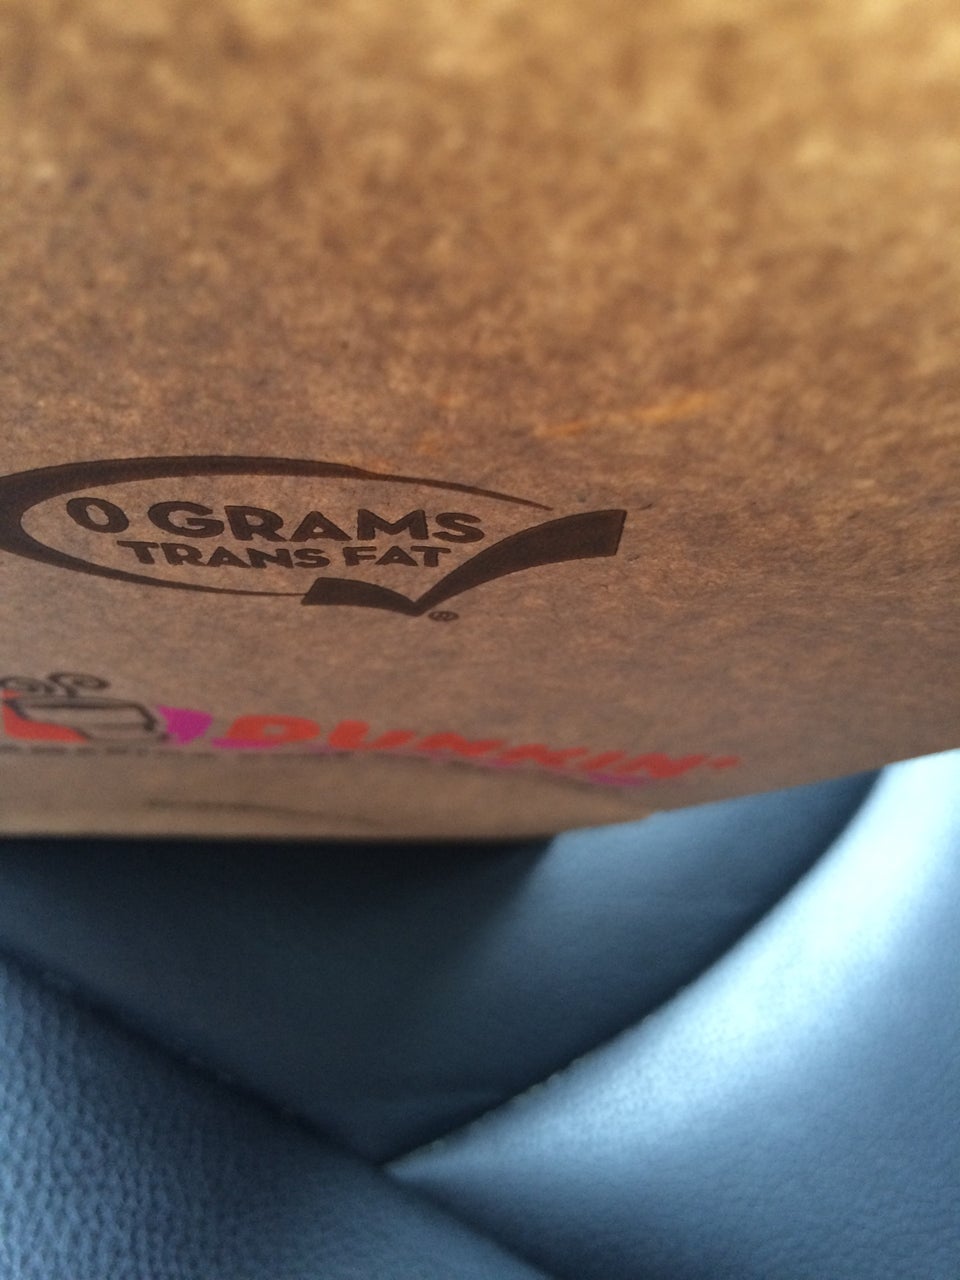 0 GRAMS
TRANS FAT
®
DUNKIN'